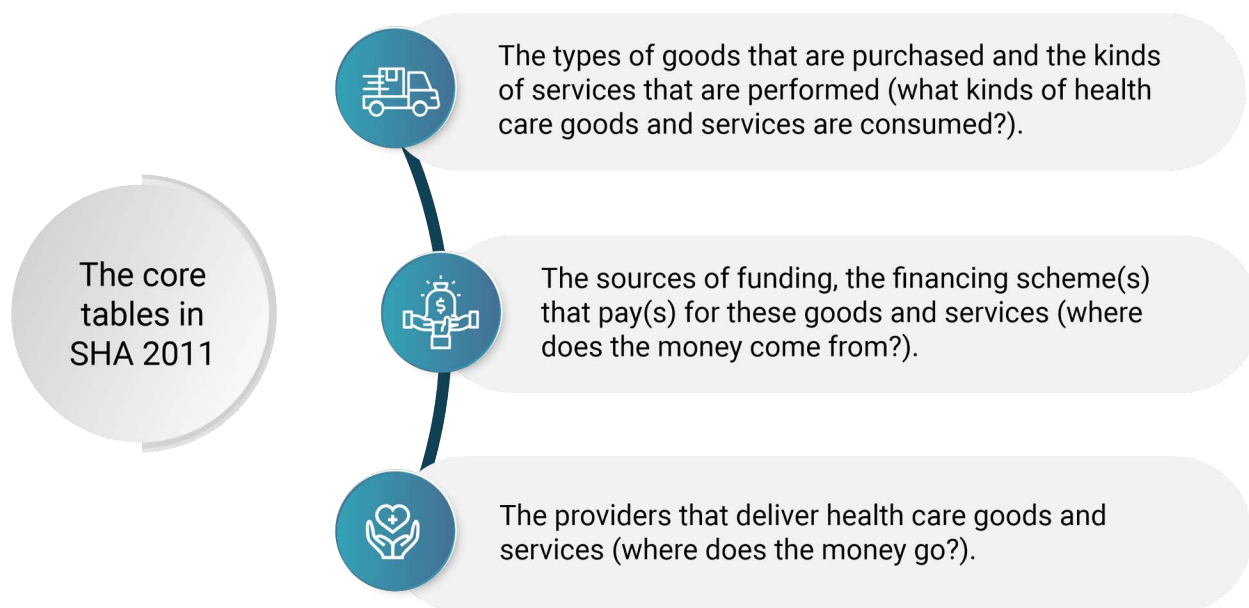 The types of goods that are purchased and the kinds
of services that are performed (what kinds of health
care goods and services are consumed?).
The core
tables in
SHA 2011
The sources of funding, the financing scheme(s)
that pay(s) for these goods and services (where
does the money come from?).
The providers that deliver health care goods and
services (where does the money go?).